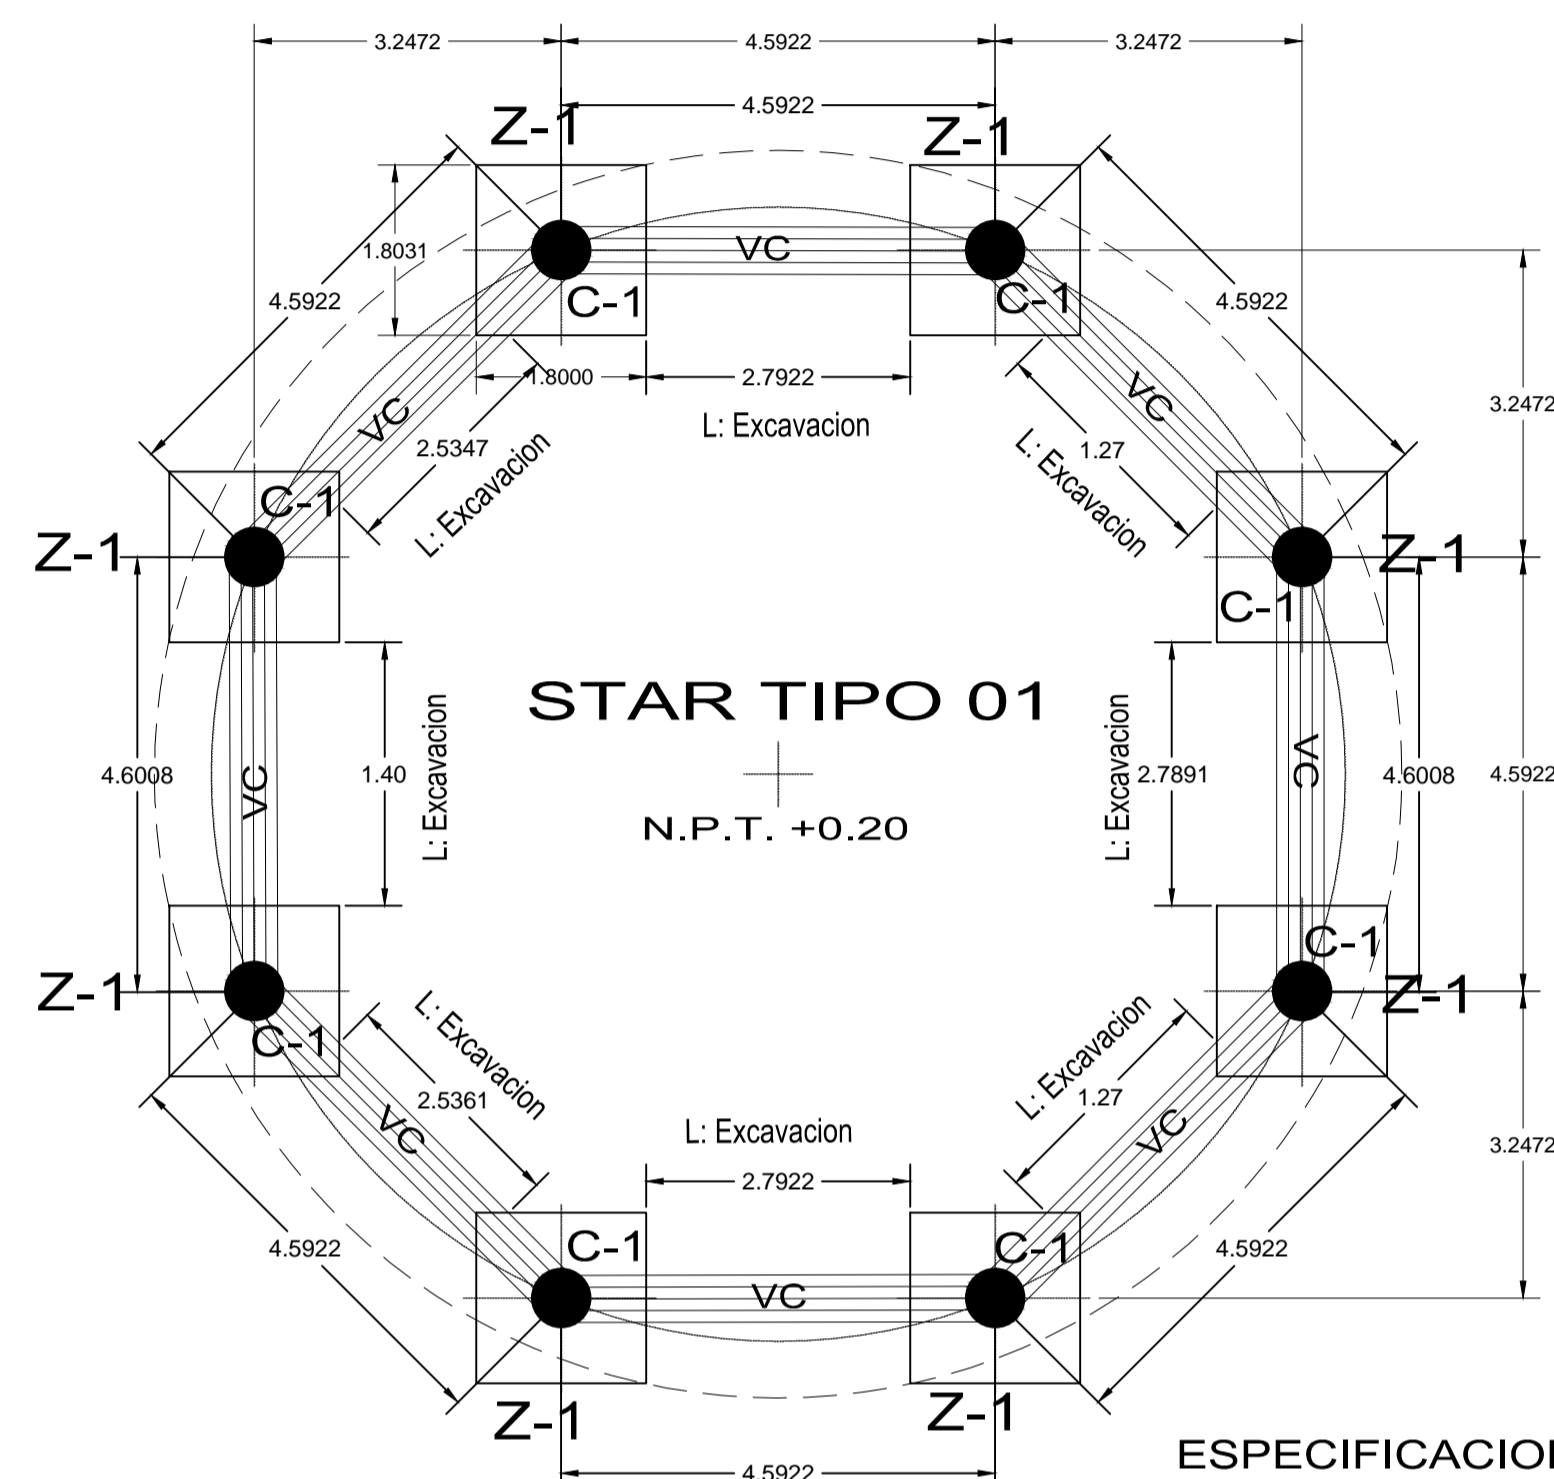 3.2472
4.5922
3.2472
4.5922
Z-1
Z-1
1.8031
VC
4.5922
C-1
C-1
4.5922
1.8000
2.7922
L: Excavacion
VC
VC
3.2472
2.5347
L: Excavacion
1.27
L: Excavacion
C-1
Z-1
Z-1
C-1
STAR TIPO 01
4.6008
VC
1.40
L: Excavacion
N.P.T. +0.20
L: Excavacion
2.7891
VC
4.6008
4.5922
C-1
Z-1
Z-1
C-1
L: Excavacion
2.5361
VC
L: Excavacion
1.27
VC
L: Excavacion
2.7922
3.2472
4.5922
C-1
C-1
4.5922
VC
Z-1
Z-1
4.5922
ESPECIFICACION